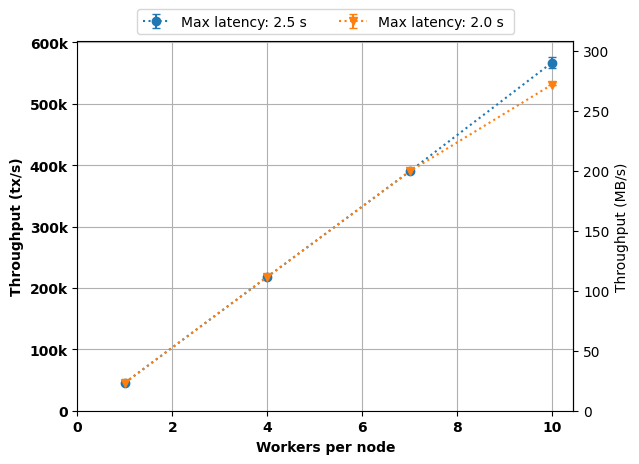 Max latency: 2.5 s
Max latency: 2.0 s
Throughput (tx/s)
600k
500k
400k
300k
200k
100k
0
300
250
200
150
100
50
0
Throughput (MB/s)
0 2 4 6 8 10
Workers per node